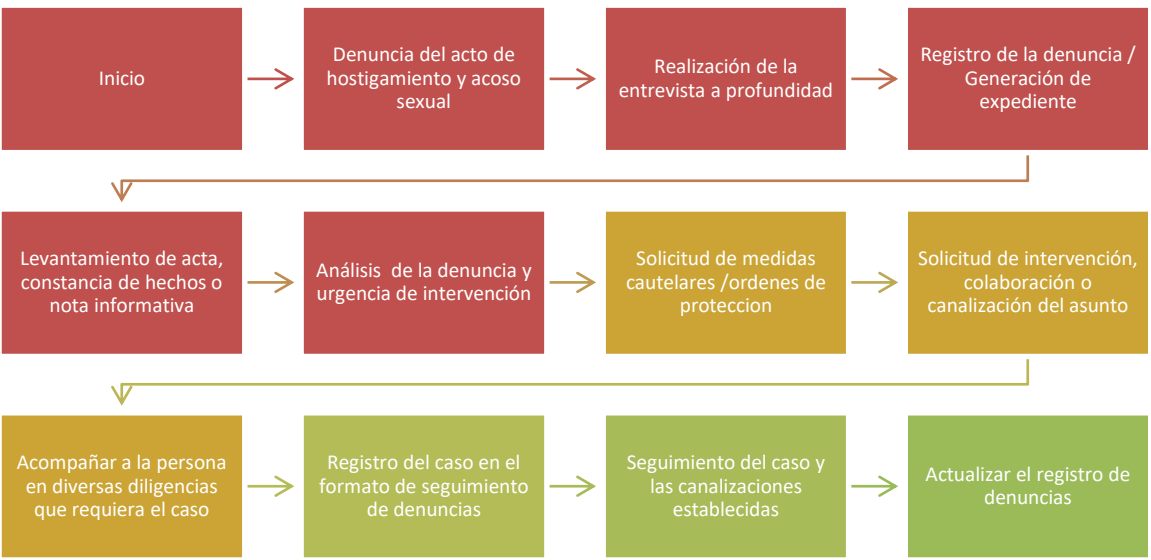 Inicio
Denuncia del acto de
hostigamiento y acoso
sexual
Realización de la
entrevista a profundidad
Registro de la denuncia /
Generación de
expediente
Levantamiento de acta,
constancia de hechos o
nota informativa
Análisis  de la denuncia y
urgencia de intervención
Solicitud de medidas
cautelares /ordenes de
proteccion
Solicitud de intervención,
colaboración o
canalización del asunto
Acompañar a la persona
en diversas diligencias
que requiera el caso
Registro del caso en el
formato de seguimiento
de denuncias
Seguimiento del caso y
las canalizaciones
establecidas
Actualizar el registro de
denuncias